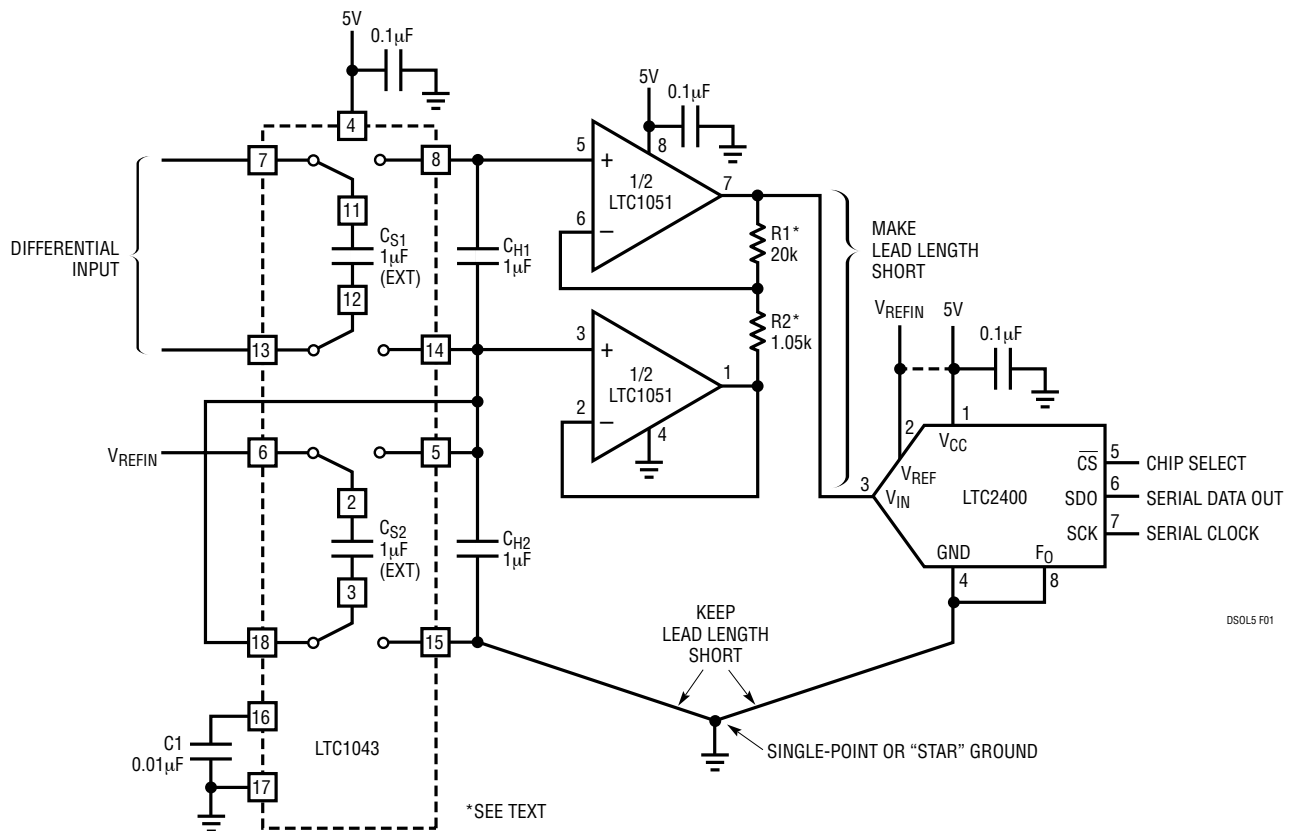 5V
0.1µF
4
7
8
11
CS1
1µF
(EXT)
12
13
14
DIFFERENTIAL
INPUT
CH1
1µF
VREFIN
6
5
2
CS2
1µF
(EXT)
3
18
15
CH2
1µF
16
C1
0.01µF
17
LTC1043
*SEE TEXT
5V
0.1µF
8
5
+
1/2
LTC1051
6
–
7
R1*
20k
R2*
1.05k
3
+
1/2
LTC1051
2
–
1
4
MAKE
LEAD LENGTH
SHORT
VREFIN
5V
0.1µF
2
1
VCC
VREF
3
VIN
LTC2400
CS
5
CHIP SELECT
SDO
6
SERIAL DATA OUT
SCK
7
SERIAL CLOCK
GND
FO
4
8
KEEP
LEAD LENGTH
SHORT
SINGLE-POINT OR “STAR” GROUND
DSOL5 F01